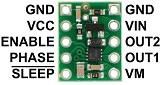 GND GND
VCC VIN
ENABLE OUT2
PHASE OUT1
SLEEP VM